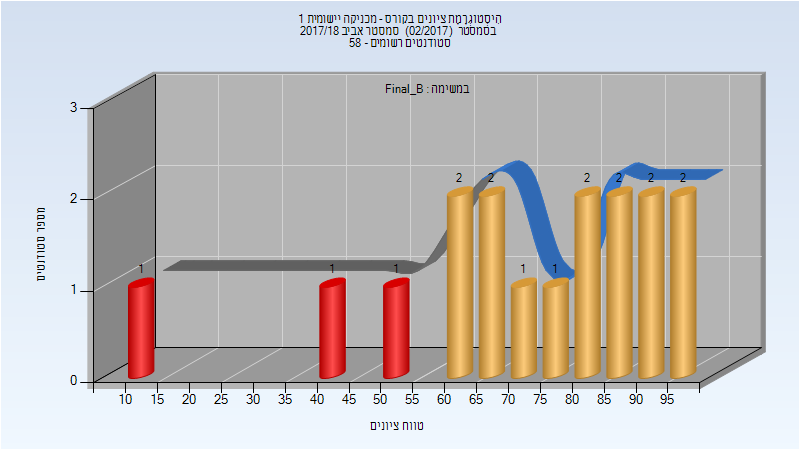 היסטוגרמת ציונים בקורס - מכניקה יישומית 1
בסמסטר (02/2017) סמסטר אביב 2017/18
סטודנטים רשומים - 58
במשימה : Final_B
3
2
1
0
מספר סטודנטים
1 1 1 2 2 1 1 2 2 2 2
10 15 20 25 30 35 40 45 50 55 60 65 70 75 80 85 90 95
טווח ציונים